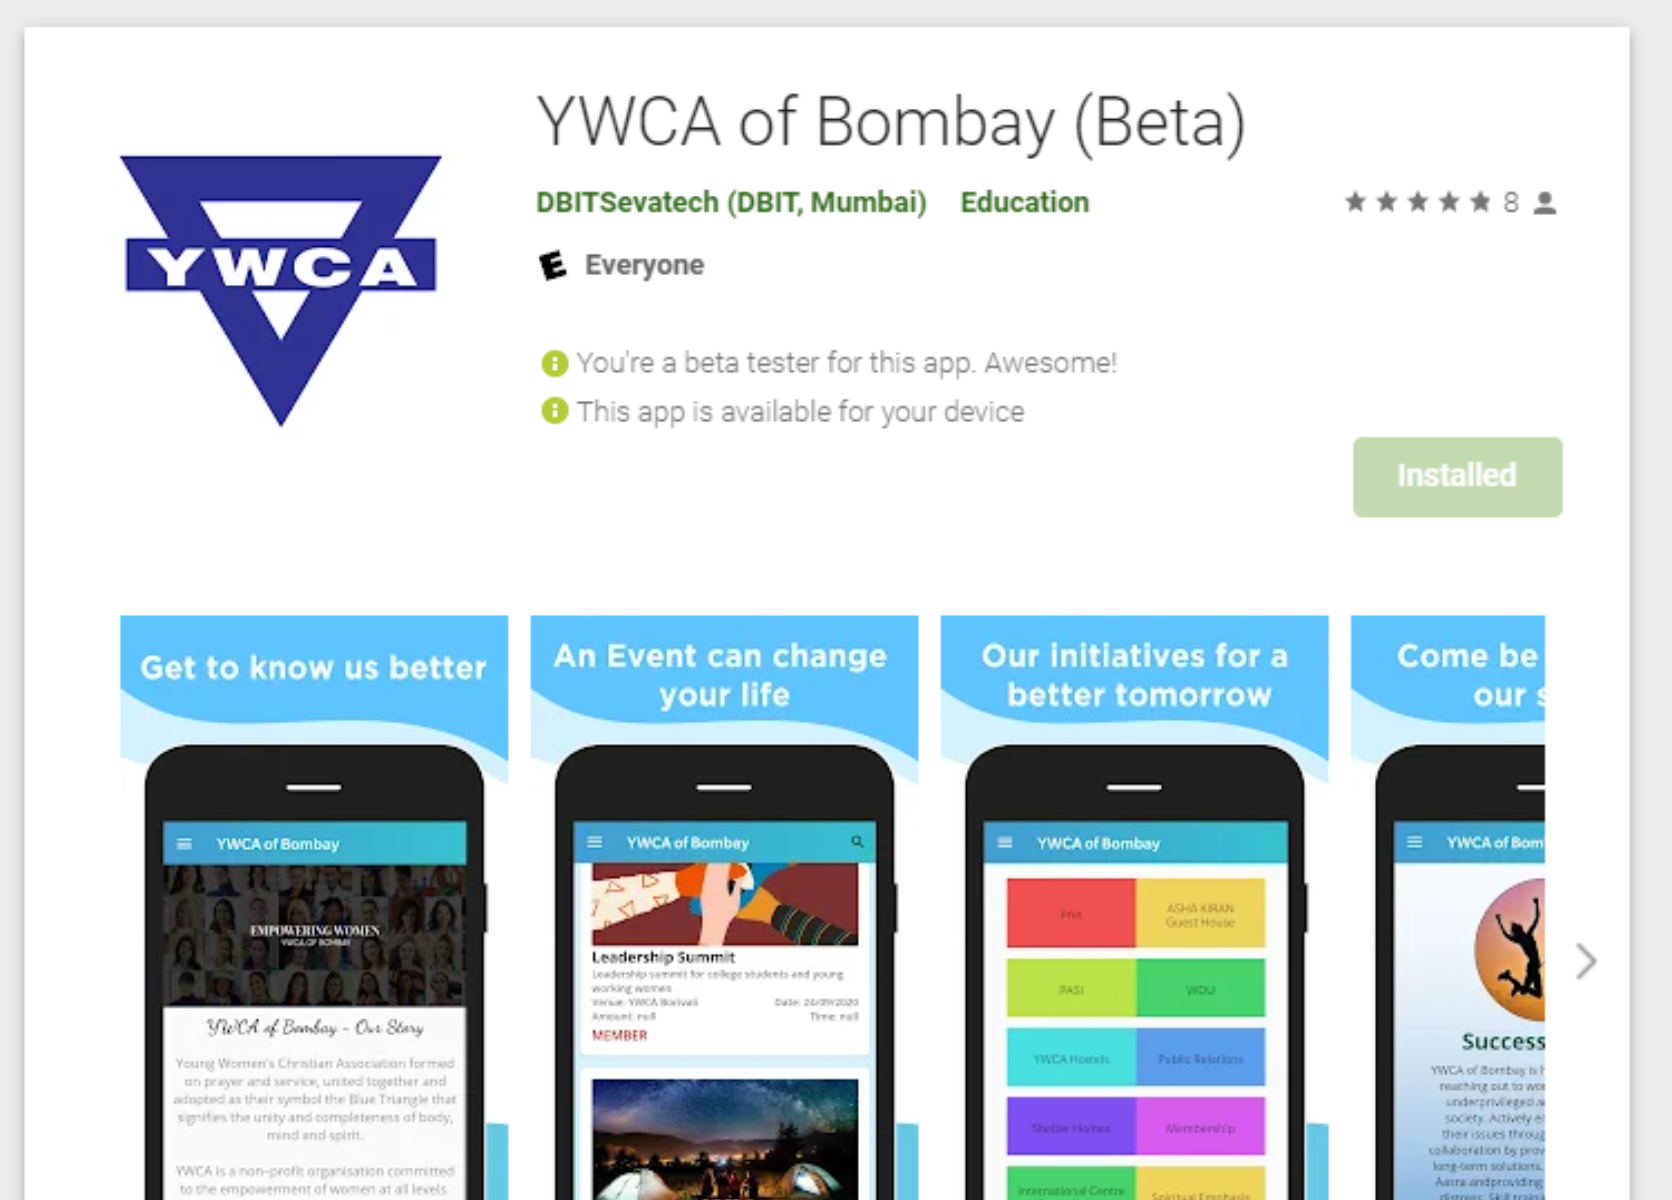 YWCA of Bombay (Beta)
DBITSevatech (DBIT, Mumbai) Education
8
E Everyone
YWCA
You're a beta tester for this app. Awesome!
This app is available for your device
Installed
Get to know us better
YWCA of Bombay
EMPOWERING WOMEN
YWCA OF BOMBAY
YWCA of Bombay - Our Story
Young Women's Christian Association formed
on prayer and service, united together and
adopted as their symbol the Blue Triangle that
signifies the unity and completeness of body,
mind and spirit.
YWCA is a non-profit organisation committed
to the empowerment of women at all levels.
An Event can change
your life
YWCA of Bombay
Leadership Summit
Leadership summit for college students and young
working women
Venue: YWCA Borivali Date: 24/09/2020
Amount: null Time: null
MEMBER
Our initiatives for a
better tomorrow
YWCA of Bombay
ASHA KIRAN
Guest House
PASI WDU
YWCA Hostels Public Relations
Shelter Homes Membership
International Centre Spiritual Emphasis
Come be
our s
YWCA of Bom
Success
YWCA of Bombay is
reaching out to wo
underprivileged a
society. Actively e
their issues throug
collaboration by prov
long-term solutions.
Aasra andproviding
distress. Skill traini